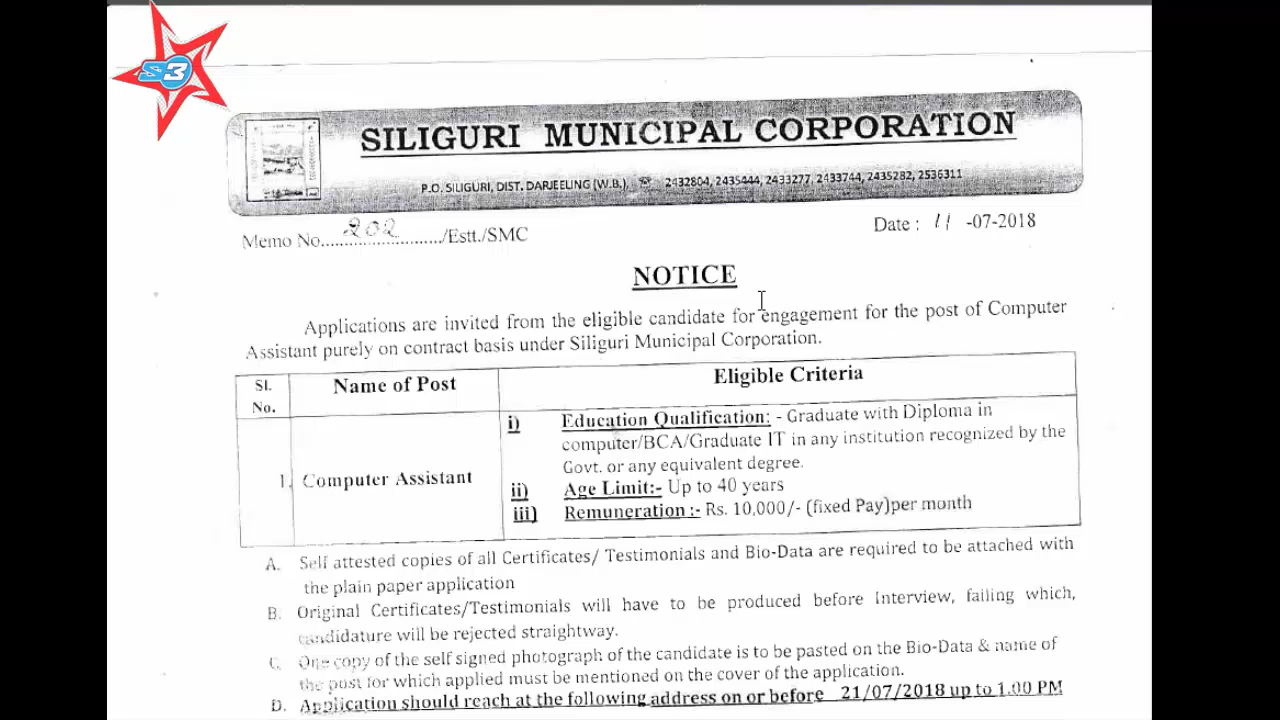 S3
SILIGURI MUNICIPAL CORPORATION
P.O. SILIGURI, DIST. DARJEELING (W.B.), ☎ 2432804, 2435444, 2433277, 2433744, 2435282, 2536311
Memo No...202.../Estt./SMC
Date : 11 -07-2018
NOTICE
Applications are invited from the eligible candidate for engagement for the post of Computer
Assistant purely on contract basis under Siliguri Municipal Corporation.
Sl. No.
Name of Post
Eligible Criteria
1.
Computer Assistant
i) Education Qualification: - Graduate with Diploma in
computer/BCA/Graduate IT in any institution recognized by the
Govt. or any equivalent degree.
ii) Age Limit:- Up to 40 years
iii) Remuneration :- Rs. 10,000/- (fixed Pay)per month
A. Self attested copies of all Certificates/ Testimonials and Bio-Data are required to be attached with
the plain paper application
B. Original Certificates/Testimonials will have to be produced before Interview, failing which,
candidature will be rejected straightway.
C. One copy of the self signed photograph of the candidate is to be pasted on the Bio-Data & name of
the post for which applied must be mentioned on the cover of the application.
D. Application should reach at the following address on or before 21/07/2018 up to 1.00 PM